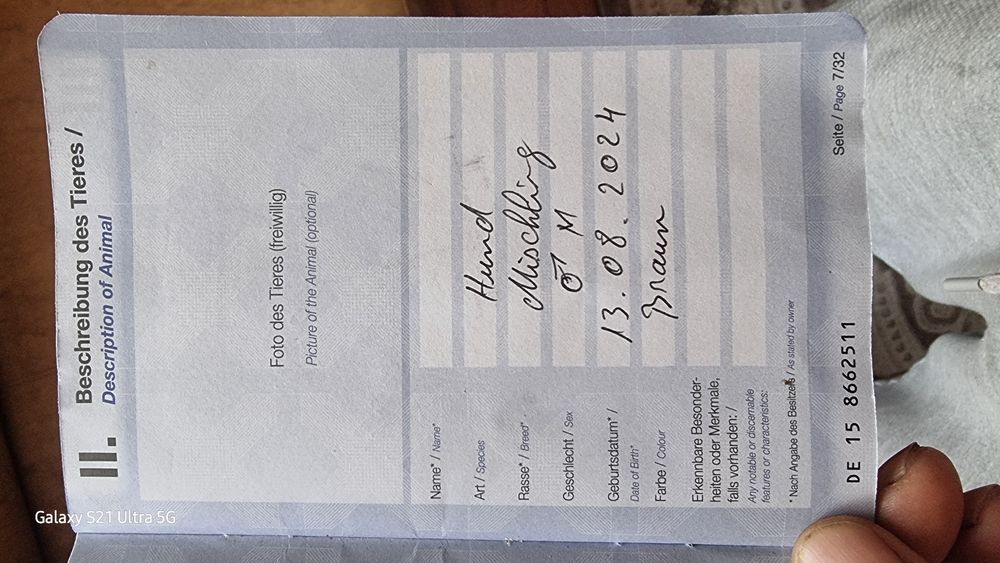 II. Beschreibung des Tieres /
Description of Animal
Foto des Tieres (freiwillig)
Picture of the Animal (optional)
Name* / Name*
Art / Species Hund
Rasse* / Breed* Mischling
Geschlecht / Sex ♂ M
Geburtsdatum* / 13.08.2024
Date of Birth*
Farbe / Colour Braun
Erkennbare Besonder-
heiten oder Merkmale,
falls vorhanden: /
Any notable or discernable
features or characteristics:
* Nach Angabe des Besitzers / As stated by owner
DE 15 8662511
Seite / Page 7/32
Galaxy S21 Ultra 5G